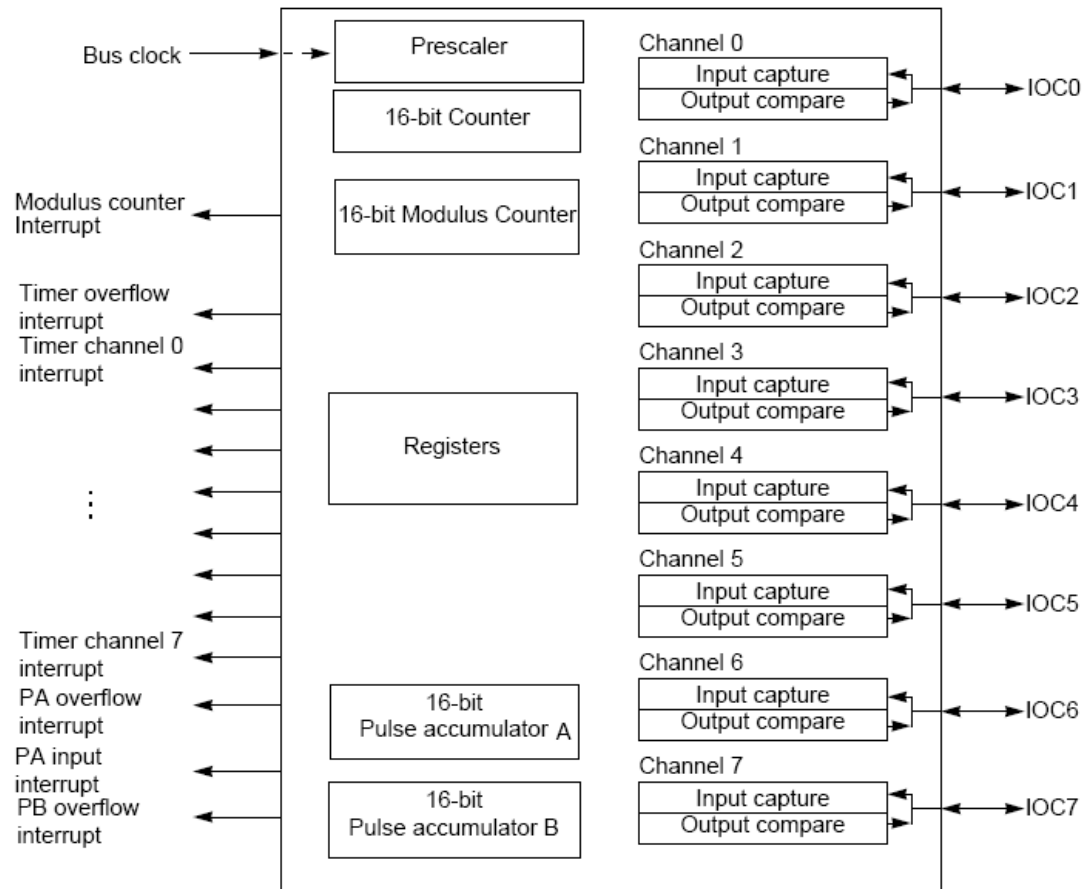 Bus clock
Modulus counter
Interrupt
Timer overflow
interrupt
Timer channel 0
interrupt
⋮
Timer channel 7
interrupt
PA overflow
interrupt
PA input
interrupt
PB overflow
interrupt
Prescaler
16-bit Counter
16-bit Modulus Counter
Registers
16-bit
Pulse accumulator A
16-bit
Pulse accumulator B
Channel 0
Input capture
Output compare
IOC0
Channel 1
Input capture
Output compare
IOC1
Channel 2
Input capture
Output compare
IOC2
Channel 3
Input capture
Output compare
IOC3
Channel 4
Input capture
Output compare
IOC4
Channel 5
Input capture
Output compare
IOC5
Channel 6
Input capture
Output compare
IOC6
Channel 7
Input capture
Output compare
IOC7